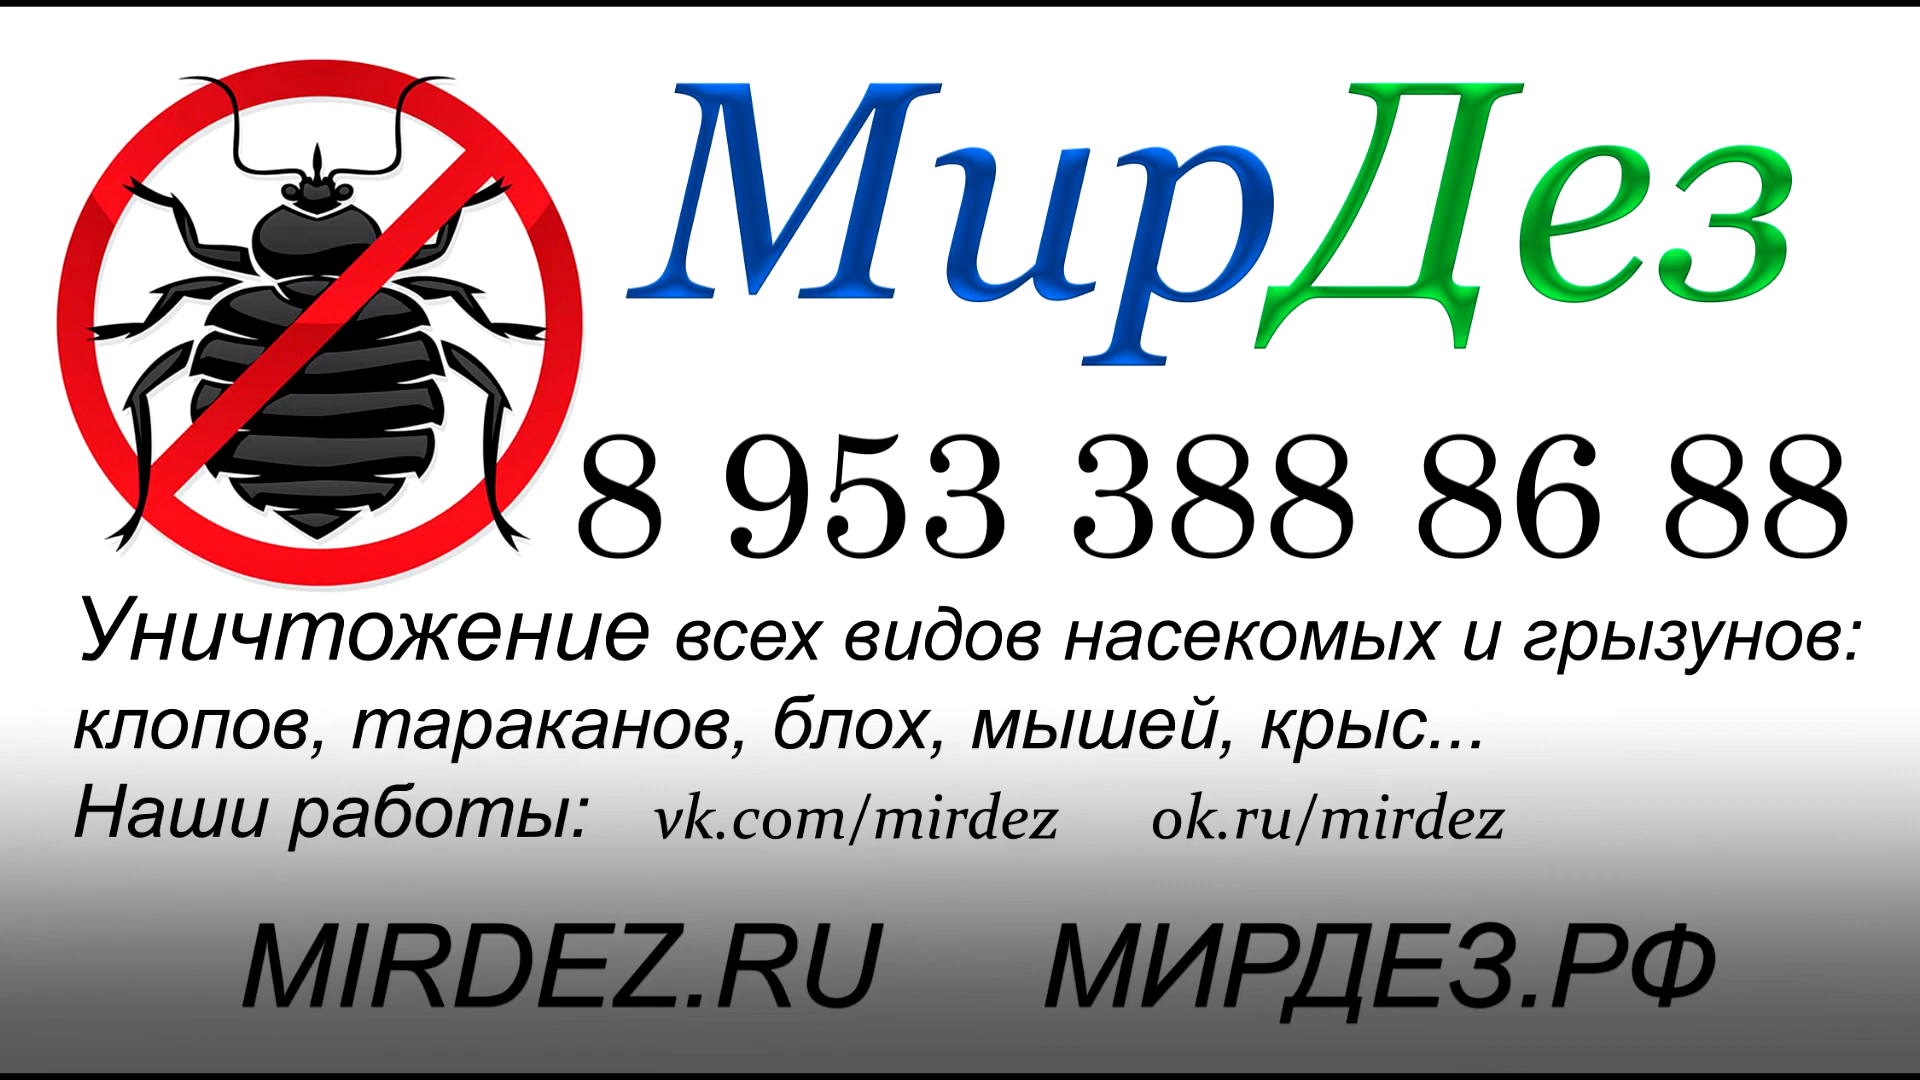 МирДез
8 953 388 86 88
Уничтожение всех видов насекомых и грызунов:
клопов, тараканов, блох, мышей, крыс...
Наши работы: vk.com/mirdez ok.ru/mirdez
MIRDEZ.RU МИРДЕЗ.РФ